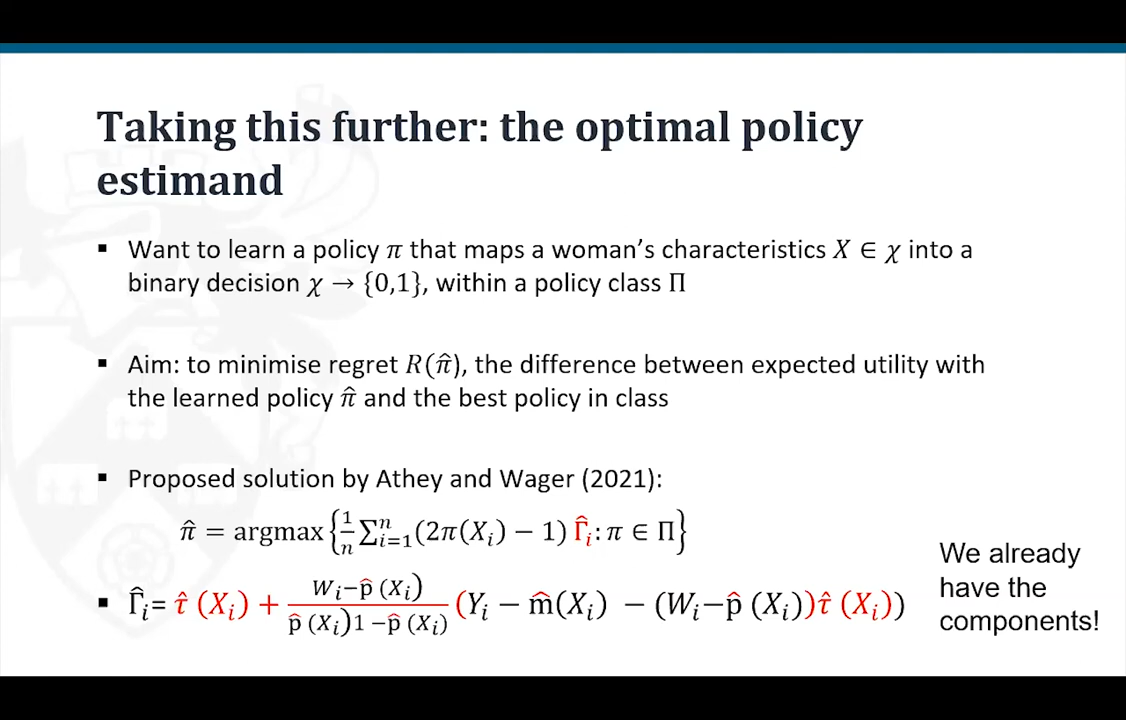 Taking this further: the optimal policy
estimand
▪ Want to learn a policy π that maps a woman’s characteristics X ∈ χ into a
binary decision χ → {0,1}, within a policy class Π
▪ Aim: to minimise regret R(π̂), the difference between expected utility with
the learned policy π̂ and the best policy in class
▪ Proposed solution by Athey and Wager (2021):
π̂ = argmax{1/n ∑ⁿᵢ₌₁(2π(Xᵢ) − 1) Γ̂ᵢ: π ∈ Π}
▪ Γ̂ᵢ= τ̂ (Xᵢ) + Wᵢ−p̂ (Xᵢ)/p̂ (Xᵢ)1 −p̂ (Xᵢ) (Yᵢ − m̂(Xᵢ) − (Wᵢ−p̂ (Xᵢ))τ̂ (Xᵢ))
We already
have the
components!